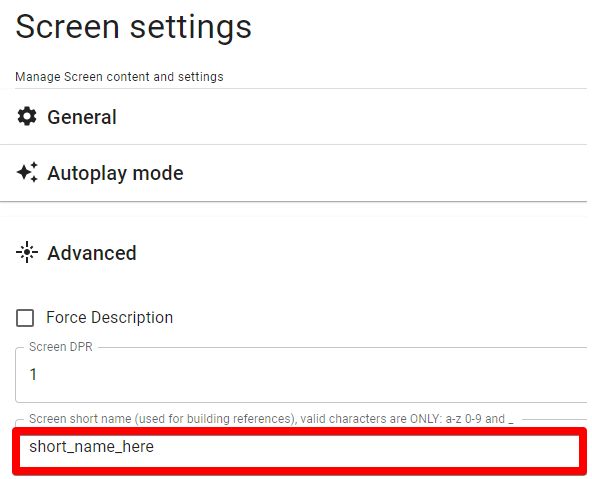 Screen settings
Manage Screen content and settings
General
Autoplay mode
Advanced
Force Description
Screen DPR
1
Screen short name (used for building references), valid characters are ONLY: a-z 0-9 and _
short_name_here